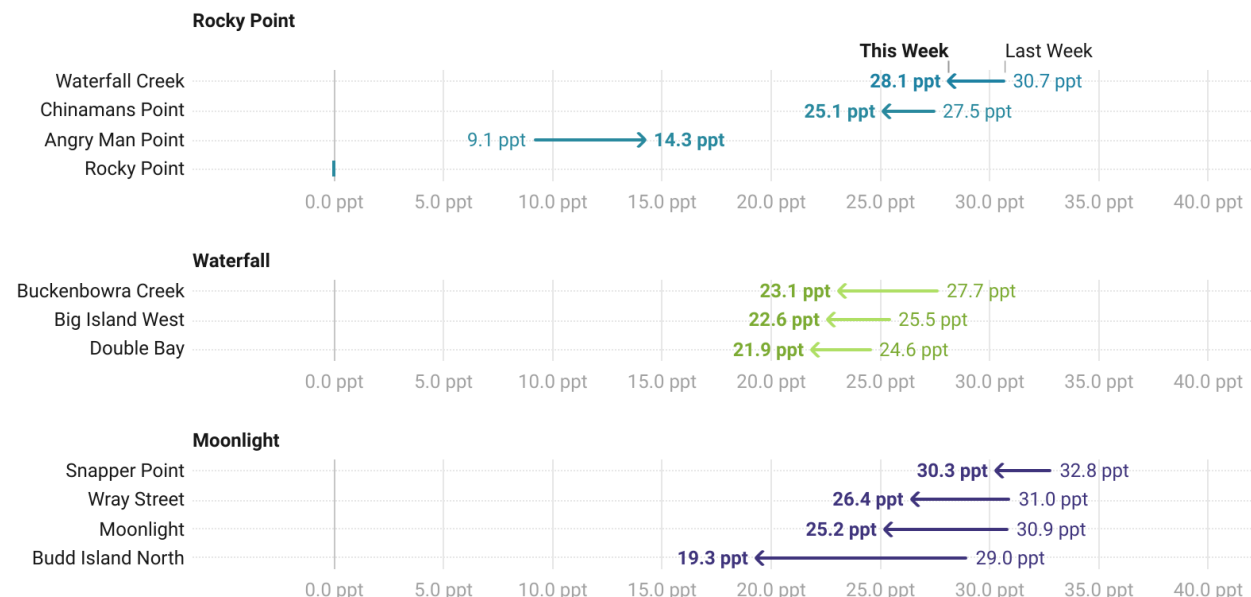 Rocky Point
This Week Last Week
Waterfall Creek 28.1 ppt 30.7 ppt
Chinamans Point 25.1 ppt 27.5 ppt
Angry Man Point 9.1 ppt 14.3 ppt
Rocky Point
0.0 ppt 5.0 ppt 10.0 ppt 15.0 ppt 20.0 ppt 25.0 ppt 30.0 ppt 35.0 ppt 40.0 ppt
Waterfall
Buckenbowra Creek 23.1 ppt 27.7 ppt
Big Island West 22.6 ppt 25.5 ppt
Double Bay 21.9 ppt 24.6 ppt
0.0 ppt 5.0 ppt 10.0 ppt 15.0 ppt 20.0 ppt 25.0 ppt 30.0 ppt 35.0 ppt 40.0 ppt
Moonlight
Snapper Point 30.3 ppt 32.8 ppt
Wray Street 26.4 ppt 31.0 ppt
Moonlight 25.2 ppt 30.9 ppt
Budd Island North 19.3 ppt 29.0 ppt
0.0 ppt 5.0 ppt 10.0 ppt 15.0 ppt 20.0 ppt 25.0 ppt 30.0 ppt 35.0 ppt 40.0 ppt